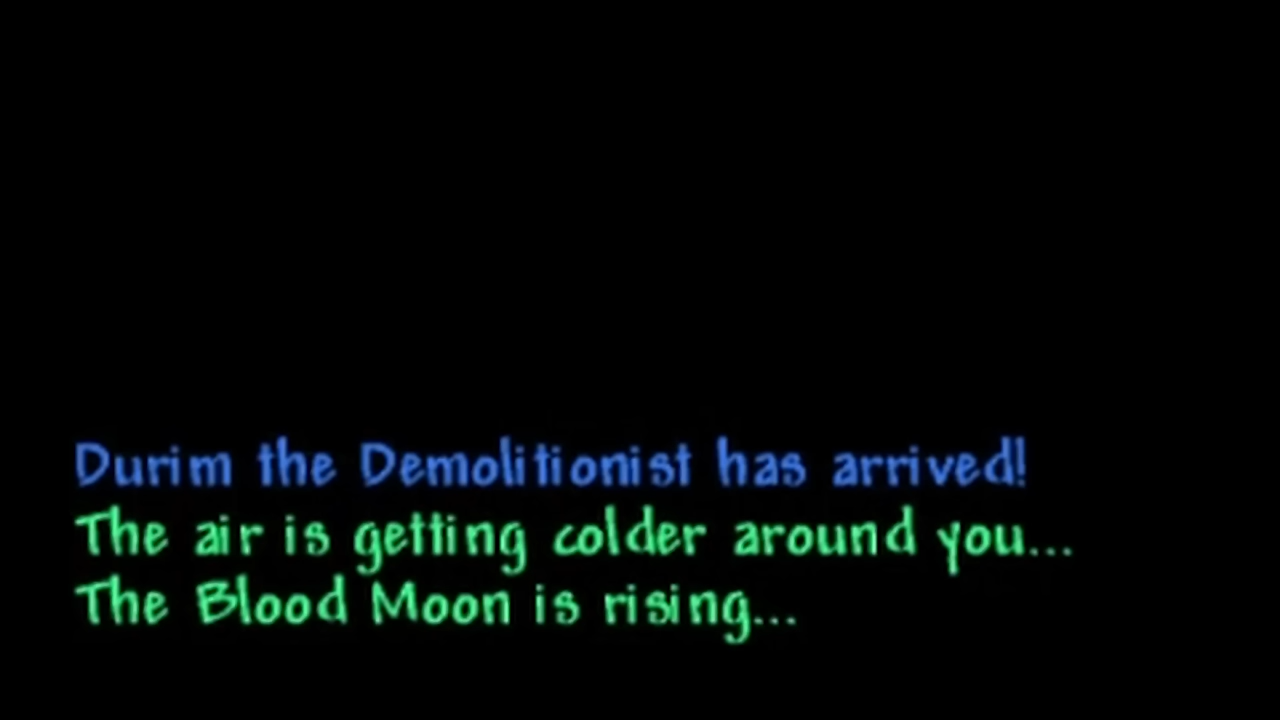 Durim the Demolitionist has arrived!
The air is getting colder around you...
The Blood Moon is rising...